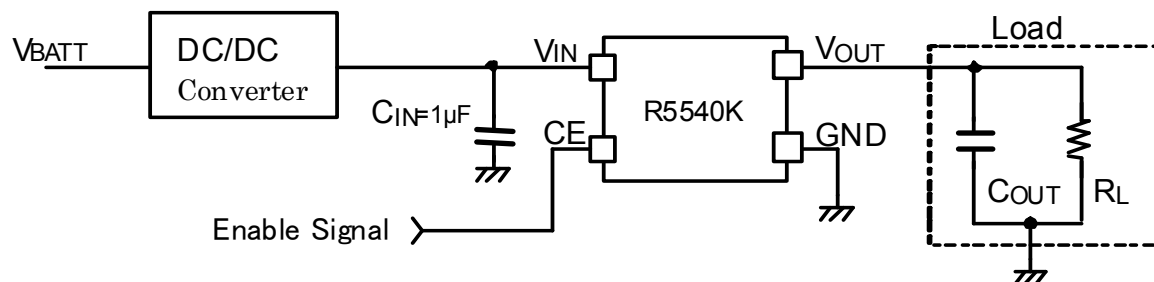 Load
VBATT
DC/DC
Converter
VIN
VOUT
CIN=1µF
R5540K
CE
GND
COUT
RL
Enable Signal